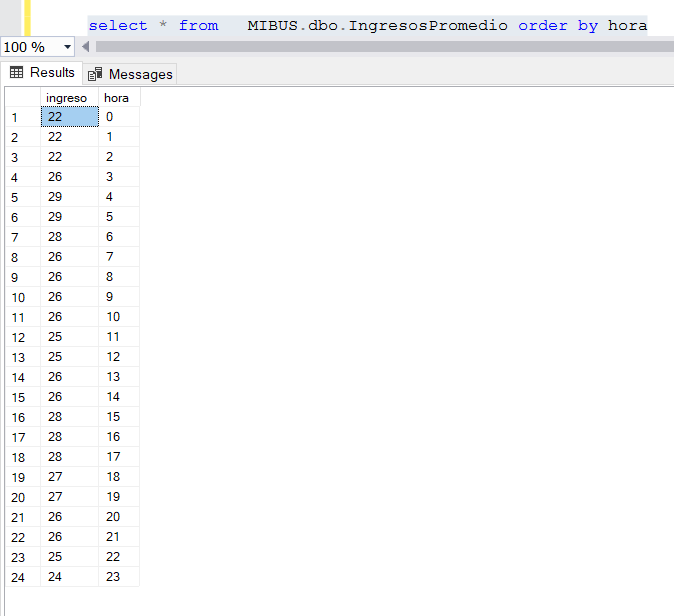 select * from   MIBUS.dbo.IngresosPromedio order by hora
100 %
Results Messages
ingreso hora
1 22 0
2 22 1
3 22 2
4 26 3
5 29 4
6 29 5
7 28 6
8 26 7
9 26 8
10 26 9
11 26 10
12 25 11
13 25 12
14 26 13
15 26 14
16 28 15
17 28 16
18 28 17
19 27 18
20 27 19
21 26 20
22 26 21
23 25 22
24 24 23